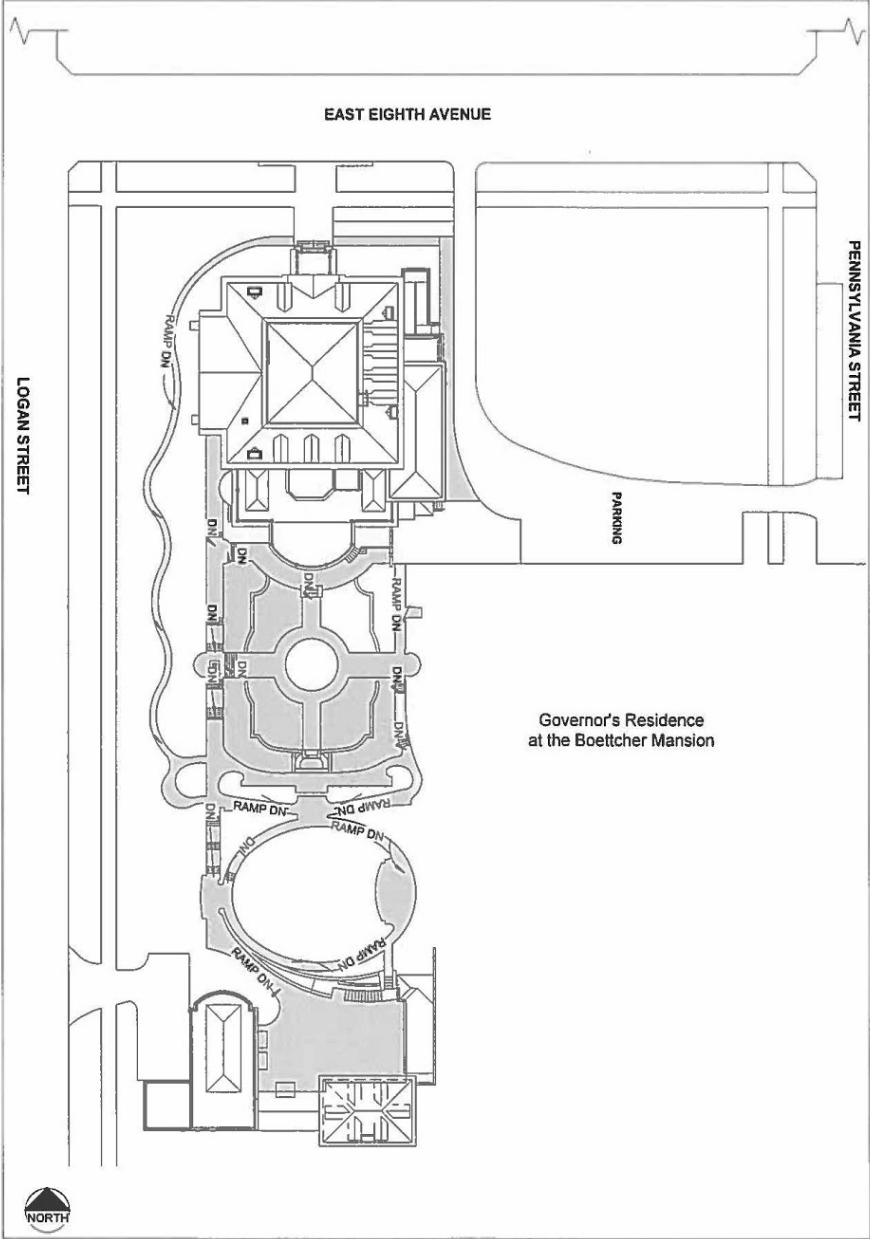 EAST EIGHTH AVENUE
PENNSYLVANIA STREET
LOGAN STREET
RAMP DN
PARKING
DN
DN
DN
DN
RAMP DN
DN
DN
DN
DN
DN
Governor's Residence
at the Boettcher Mansion
RAMP DN
RAMP DN
DN
RAMP DN
DN
RAMP DN
RAMP DN
NORTH